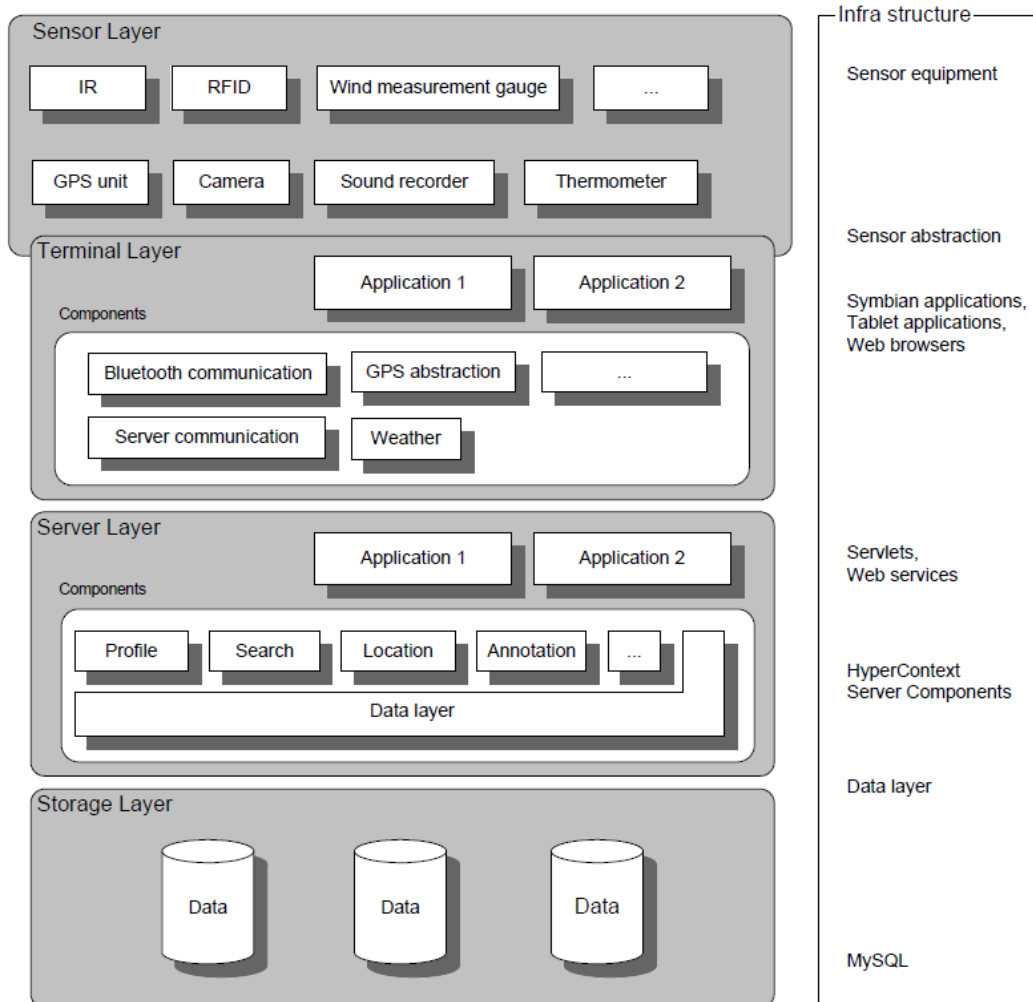 Sensor Layer
IR
RFID
Wind measurement gauge
...
GPS unit
Camera
Sound recorder
Thermometer
Terminal Layer
Application 1
Application 2
Components
Bluetooth communication
GPS abstraction
...
Server communication
Weather
Server Layer
Application 1
Application 2
Components
Profile
Search
Location
Annotation
...
Data layer
Storage Layer
Data
Data
Data
Infra structure
Sensor equipment
Sensor abstraction
Symbian applications,
Tablet applications,
Web browsers
Servlets,
Web services
HyperContext
Server Components
Data layer
MySQL